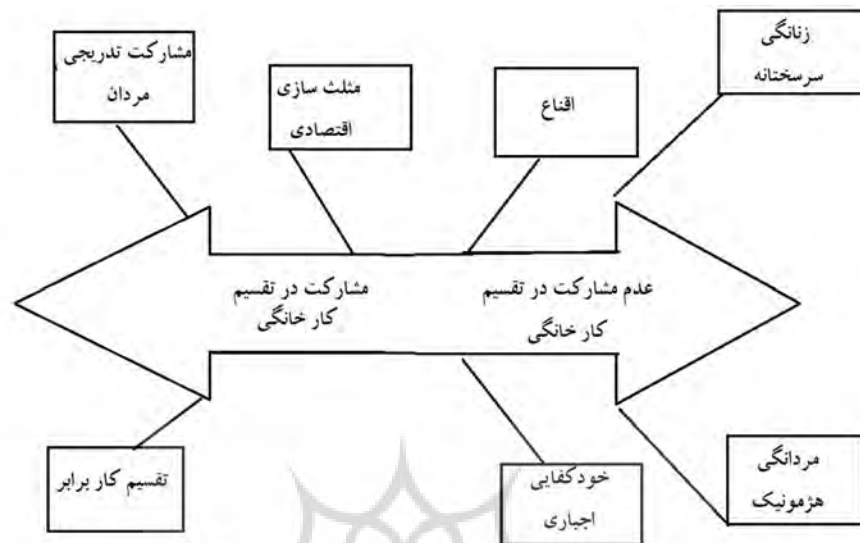 زنانگی
سرسختانه
اقناع
مثلث سازی
اقتصادی
مشارکت تدریجی
مردان
عدم مشارکت در تقسیم
کار خانگی
مشارکت در تقسیم
کار خانگی
مردانگی
هژمونیک
خودکفایی
اجباری
تقسیم کار برابر